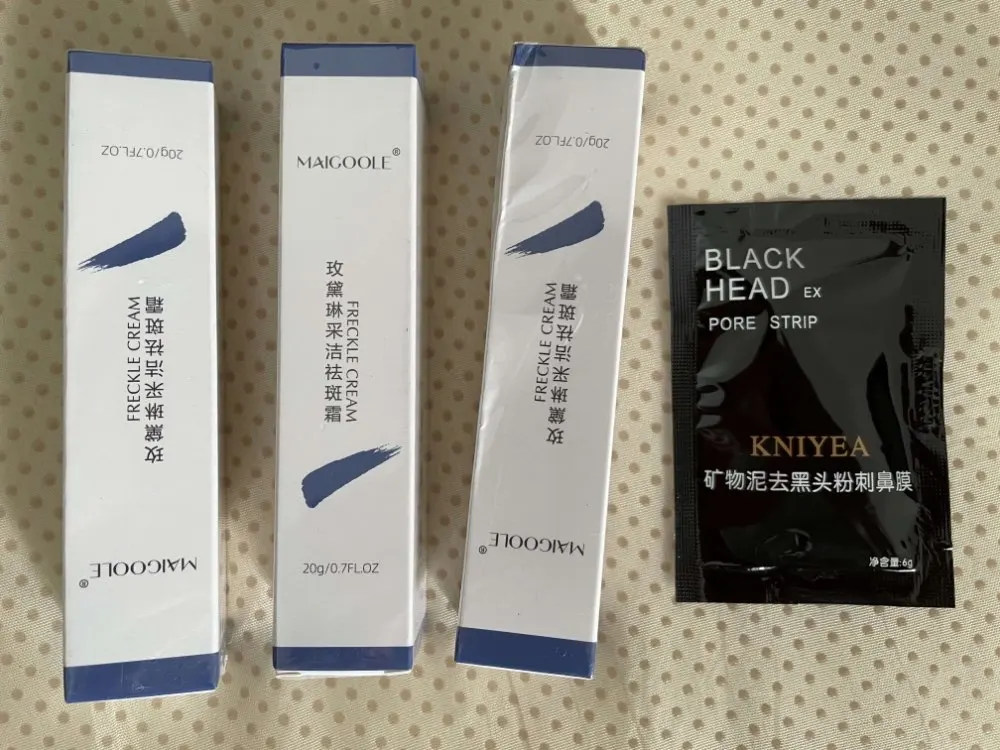 20g/0.7FL.OZ
玫黛琳采洁祛斑霜
FRECKLE CREAM
MAIGOOLE®
MAIGOOLE®
玫黛琳采洁祛斑霜
FRECKLE CREAM
20g/0.7FL.OZ
20g/0.7FL.OZ
玫黛琳采洁祛斑霜
FRECKLE CREAM
MAIGOOLE®
BLACK
HEAD EX
PORE STRIP
KNIYEA
矿物泥去黑头粉刺鼻膜
净含量:6g